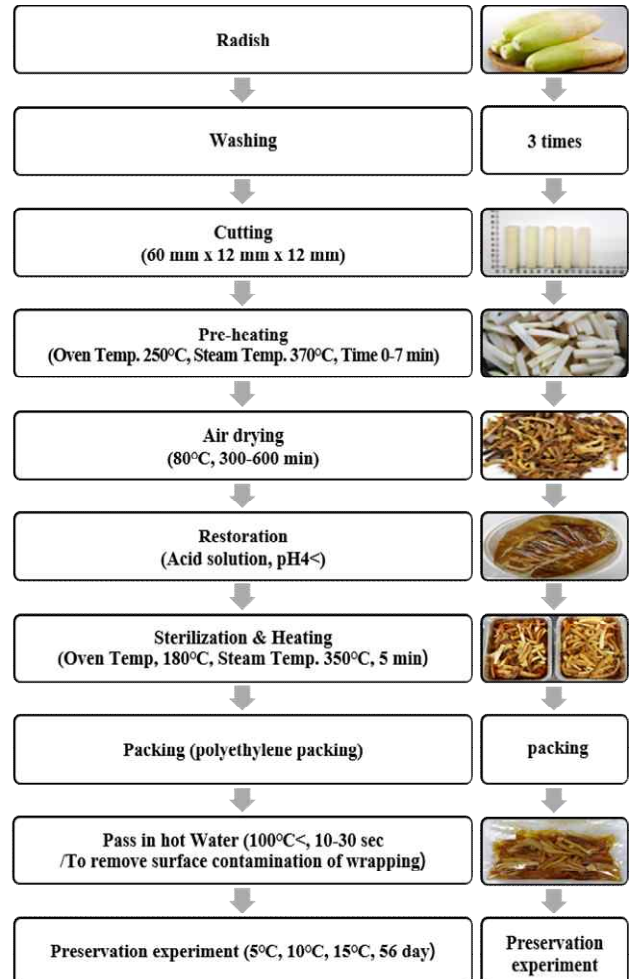 Radish
Washing
3 times
Cutting
(60 mm x 12 mm x 12 mm)
Pre-heating
(Oven Temp. 250°C, Steam Temp. 370°C, Time 0-7 min)
Air drying
(80°C, 300-600 min)
Restoration
(Acid solution, pH4<)
Sterilization & Heating
(Oven Temp, 180°C, Steam Temp. 350°C, 5 min)
Packing (polyethylene packing)
packing
Pass in hot Water (100°C<, 10-30 sec
/To remove surface contamination of wrapping)
Preservation experiment (5°C, 10°C, 15°C, 56 day)
Preservation
experiment